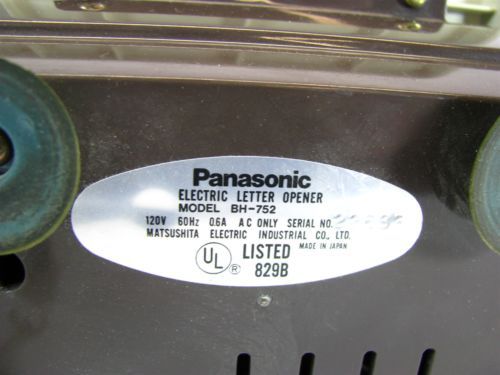 Panasonic
ELECTRIC LETTER OPENER
MODEL BH-752
120V 60Hz 0.6A AC ONLY SERIAL NO.
MATSUSHITA ELECTRIC INDUSTRIAL CO., LTD.
UL ® LISTED MADE IN JAPAN
829B